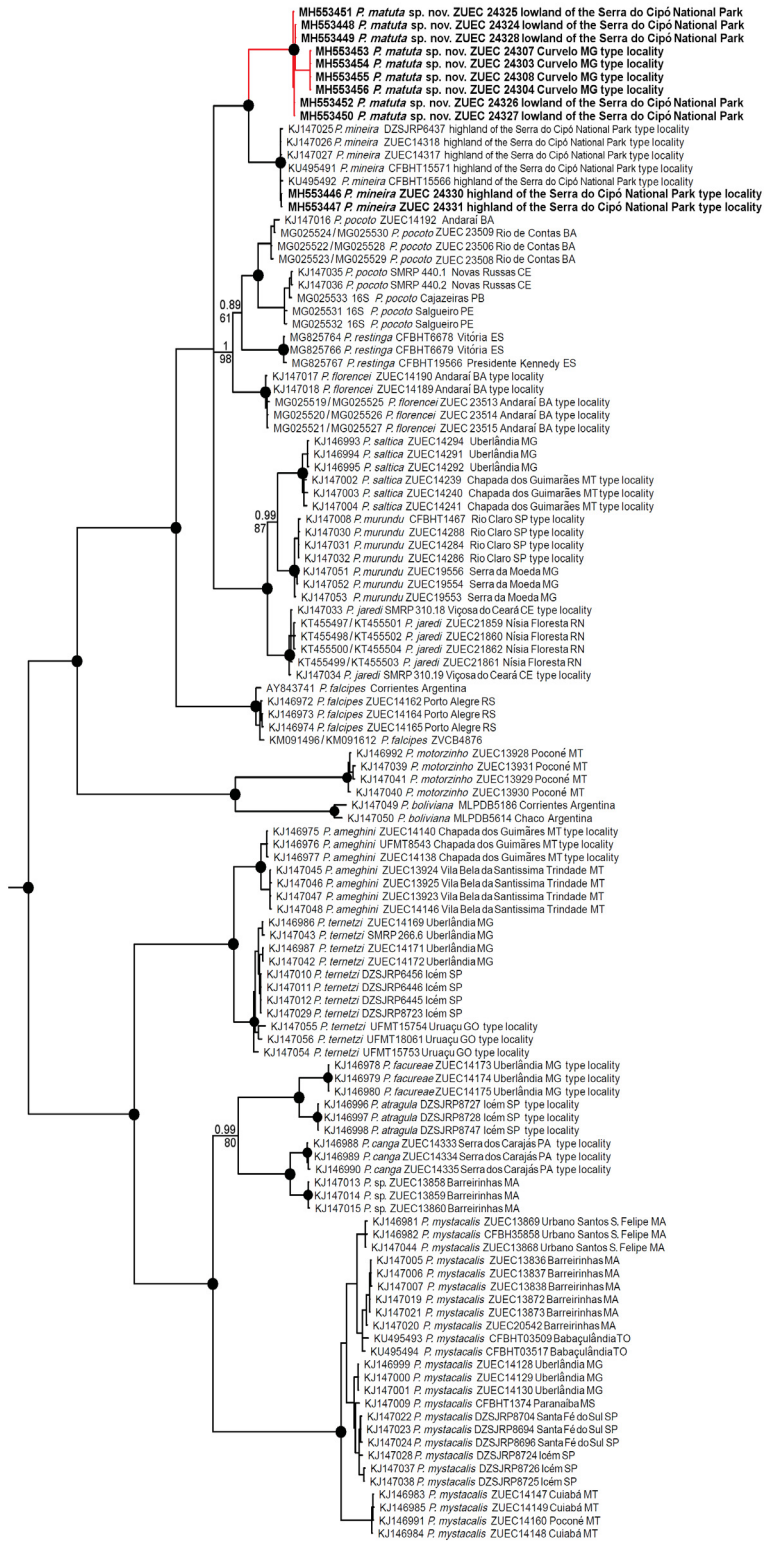 MH553451 P. matuta sp. nov. ZUEC 24325 lowland of the Serra do Cipó National Park
MH553448 P. matuta sp. nov. ZUEC 24324 lowland of the Serra do Cipó National Park
MH553449 P. matuta sp. nov. ZUEC 24328 lowland of the Serra do Cipó National Park
MH553453 P. matuta sp. nov. ZUEC 24307 Curvelo MG type locality
MH553454 P. matuta sp. nov. ZUEC 24303 Curvelo MG type locality
MH553455 P. matuta sp. nov. ZUEC 24308 Curvelo MG type locality
MH553456 P. matuta sp. nov. ZUEC 24304 Curvelo MG type locality
MH553452 P. matuta sp. nov. ZUEC 24326 lowland of the Serra do Cipó National Park
MH553450 P. matuta sp. nov. ZUEC 24327 lowland of the Serra do Cipó National Park
KJ147025 P. mineira DZSJRP6437 highland of the Serra do Cipó National Park type locality
KJ147026 P. mineira ZUEC14318 highland of the Serra do Cipó National Park type locality
KJ147027 P. mineira ZUEC14317 highland of the Serra do Cipó National Park type locality
KU495491 P. mineira CFBHT15571 highland of the Serra do Cipó National Park type locality
KU495492 P. mineira CFBHT15566 highland of the Serra do Cipó National Park type locality
MH553446 P. mineira ZUEC 24330 highland of the Serra do Cipó National Park type locality
MH553447 P. mineira ZUEC 24331 highland of the Serra do Cipó National Park type locality
KJ147016 P. pocoto ZUEC14192 Andaraí BA
MG025524/MG025530 P. pocoto ZUEC 23509 Rio de Contas BA
MG025522/MG025528 P. pocoto ZUEC 23506 Rio de Contas BA
MG025523/MG025529 P. pocoto ZUEC 23508 Rio de Contas BA
KJ147035 P. pocoto SMRP 440.1 Novas Russas CE
KJ147036 P. pocoto SMRP 440.2 Novas Russas CE
MG025533 16S P. pocoto Cajazeiras PB
0.89
MG025531 16S P. pocoto Salgueiro PE
61
MG025532 16S P. pocoto Salgueiro PE
MG825764 P. restinga CFBHT6678 Vitória ES
1
MG825766 P. restinga CFBHT6679 Vitória ES
98
MG825767 P. restinga CFBHT19566 Presidente Kennedy ES
KJ147017 P. florencei ZUEC14190 Andaraí BA type locality
KJ147018 P. florencei ZUEC14189 Andaraí BA type locality
MG025519/MG025525 P. florencei ZUEC 23513 Andaraí BA type locality
MG025520/MG025526 P. florencei ZUEC 23514 Andaraí BA type locality
MG025521/MG025527 P. florencei ZUEC 23515 Andaraí BA type locality
KJ146993 P. saltica ZUEC14294 Uberlândia MG
KJ146994 P. saltica ZUEC14291 Uberlândia MG
KJ146995 P. saltica ZUEC14292 Uberlândia MG
KJ147002 P. saltica ZUEC14239 Chapada dos Guimarães MT type locality
KJ147003 P. saltica ZUEC14240 Chapada dos Guimarães MT type locality
KJ147004 P. saltica ZUEC14241 Chapada dos Guimarães MT type locality
0.99
KJ147008 P. murundu CFBHT1467 Rio Claro SP type locality
87
KJ147030 P. murundu ZUEC14288 Rio Claro SP type locality
KJ147031 P. murundu ZUEC14284 Rio Claro SP type locality
KJ147032 P. murundu ZUEC14286 Rio Claro SP type locality
KJ147051 P. murundu ZUEC19556 Serra da Moeda MG
KJ147052 P. murundu ZUEC19554 Serra da Moeda MG
KJ147053 P. murundu ZUEC19553 Serra da Moeda MG
KJ147033 P. jaredi SMRP 310.18 Viçosa do Ceará CE type locality
KT455497/KT455501 P. jaredi ZUEC21859 Nísia Floresta RN
KT455498/KT455502 P. jaredi ZUEC21860 Nísia Floresta RN
KT455500/KT455504 P. jaredi ZUEC21862 Nísia Floresta RN
KT455499/KT455503 P. jaredi ZUEC21861 Nísia Floresta RN
KJ147034 P. jaredi SMRP 310.19 Viçosa do Ceará CE type locality
AY843741 P. falcipes Corrientes Argentina
KJ146972 P. falcipes ZUEC14162 Porto Alegre RS
KJ146973 P. falcipes ZUEC14164 Porto Alegre RS
KJ146974 P. falcipes ZUEC14165 Porto Alegre RS
KM091496/KM091612 P. falcipes ZVCB4876
KJ146992 P. motorzinho ZUEC13928 Poconé MT
KJ147039 P. motorzinho ZUEC13931 Poconé MT
KJ147041 P. motorzinho ZUEC13929 Poconé MT
KJ147040 P. motorzinho ZUEC13930 Poconé MT
KJ147049 P. boliviana MLPDB5186 Corrientes Argentina
KJ147050 P. boliviana MLPDB5614 Chaco Argentina
KJ146975 P. ameghini ZUEC14140 Chapada dos Guimãres MT type locality
KJ146976 P. ameghini UFMT8543 Chapada dos Guimãres MT type locality
KJ146977 P. ameghini ZUEC14138 Chapada dos Guimãres MT type locality
KJ147045 P. ameghini ZUEC13924 Vila Bela da Santissima Trindade MT
KJ147046 P. ameghini ZUEC13925 Vila Bela da Santissima Trindade MT
KJ147047 P. ameghini ZUEC13923 Vila Bela da Santissima Trindade MT
KJ147048 P. ameghini ZUEC14146 Vila Bela da Santissima Trindade MT
KJ146986 P. ternetzi ZUEC14169 Uberlândia MG
KJ147043 P. ternetzi SMRP 266.6 Uberlândia MG
KJ146987 P. ternetzi ZUEC14171 Uberlândia MG
KJ147042 P. ternetzi ZUEC14172 Uberlândia MG
KJ147010 P. ternetzi DZSJRP6456 Icém SP
KJ147011 P. ternetzi DZSJRP6446 Icém SP
KJ147012 P. ternetzi DZSJRP6445 Icém SP
KJ147029 P. ternetzi DZSJRP8723 Icém SP
KJ147055 P. ternetzi UFMT15754 Uruaçu GO type locality
KJ147056 P. ternetzi UFMT18061 Uruaçu GO type locality
KJ147054 P. ternetzi UFMT15753 Uruaçu GO type locality
KJ146978 P. facureae ZUEC14173 Uberlândia MG type locality
KJ146979 P. facureae ZUEC14174 Uberlândia MG type locality
KJ146980 P. facureae ZUEC14175 Uberlândia MG type locality
KJ146996 P. atragula DZSJRP8727 Icém SP type locality
KJ146997 P. atragula DZSJRP8728 Icém SP type locality
KJ146998 P. atragula DZSJRP8747 Icém SP type locality
0.99
KJ146988 P. canga ZUEC14333 Serra dos Carajás PA type locality
80
KJ146989 P. canga ZUEC14334 Serra dos Carajás PA type locality
KJ146990 P. canga ZUEC14335 Serra dos Carajás PA type locality
KJ147013 P. sp. ZUEC13858 Barreirinhas MA
KJ147014 P. sp. ZUEC13859 Barreirinhas MA
KJ147015 P. sp. ZUEC13860 Barreirinhas MA
KJ146981 P. mystacalis ZUEC13869 Urbano Santos S. Felipe MA
KJ146982 P. mystacalis CFBH35858 Urbano Santos S. Felipe MA
KJ147044 P. mystacalis ZUEC13868 Urbano Santos S. Felipe MA
KJ147005 P. mystacalis ZUEC13836 Barreirinhas MA
KJ147006 P. mystacalis ZUEC13837 Barreirinhas MA
KJ147007 P. mystacalis ZUEC13838 Barreirinhas MA
KJ147019 P. mystacalis ZUEC13872 Barreirinhas MA
KJ147021 P. mystacalis ZUEC13873 Barreirinhas MA
KJ147020 P. mystacalis ZUEC20542 Barreirinhas MA
KU495493 P. mystacalis CFBHT03509 Babaçulândia TO
KU495494 P. mystacalis CFBHT03517 Babaçulândia TO
KJ146999 P. mystacalis ZUEC14128 Uberlândia MG
KJ147000 P. mystacalis ZUEC14129 Uberlândia MG
KJ147001 P. mystacalis ZUEC14130 Uberlândia MG
KJ147009 P. mystacalis CFBHT1374 Paranaíba MS
KJ147022 P. mystacalis DZSJRP8704 Santa Fé do Sul SP
KJ147023 P. mystacalis DZSJRP8694 Santa Fé do Sul SP
KJ147024 P. mystacalis DZSJRP8696 Santa Fé do Sul SP
KJ147028 P. mystacalis DZSJRP8724 Icém SP
KJ147037 P. mystacalis DZSJRP8726 Icém SP
KJ147038 P. mystacalis DZSJRP8725 Icém SP
KJ146983 P. mystacalis ZUEC14147 Cuiabá MT
KJ146985 P. mystacalis ZUEC14149 Cuiabá MT
KJ146991 P. mystacalis ZUEC14160 Poconé MT
KJ146984 P. mystacalis ZUEC14148 Cuiabá MT